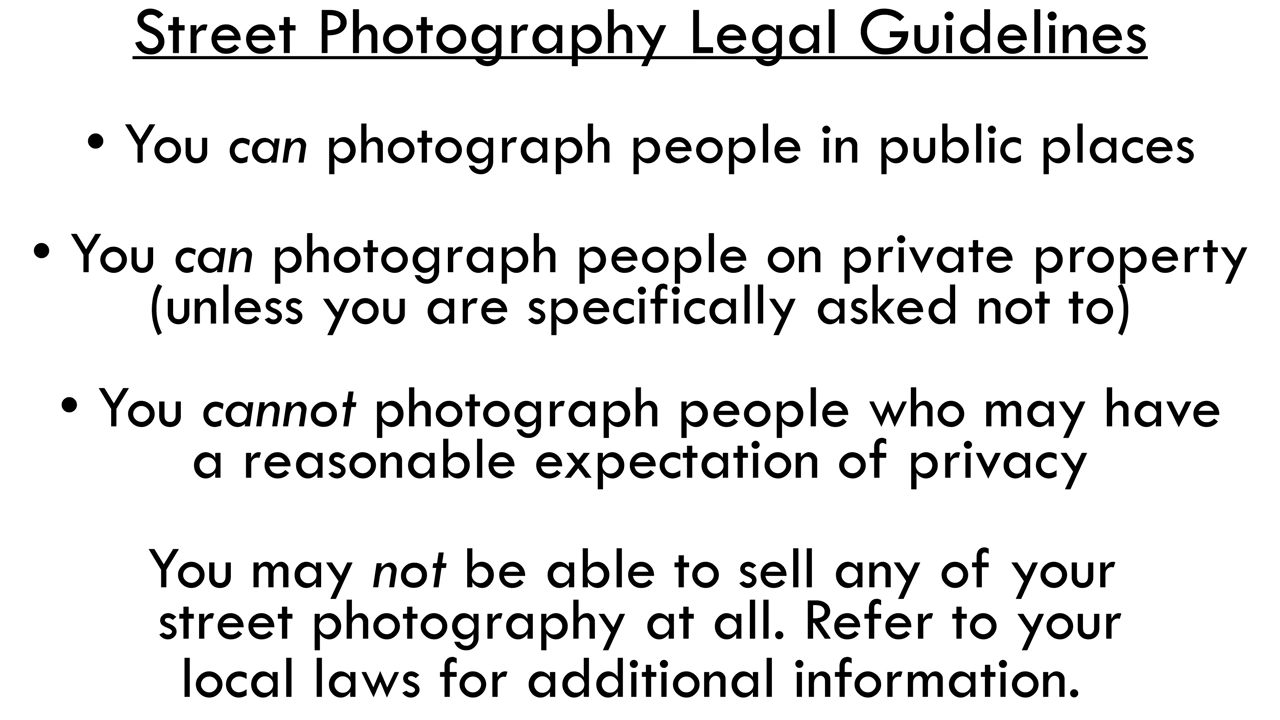 Street Photography Legal Guidelines
• You can photograph people in public places
• You can photograph people on private property
(unless you are specifically asked not to)
• You cannot photograph people who may have
a reasonable expectation of privacy
You may not be able to sell any of your
street photography at all. Refer to your
local laws for additional information.